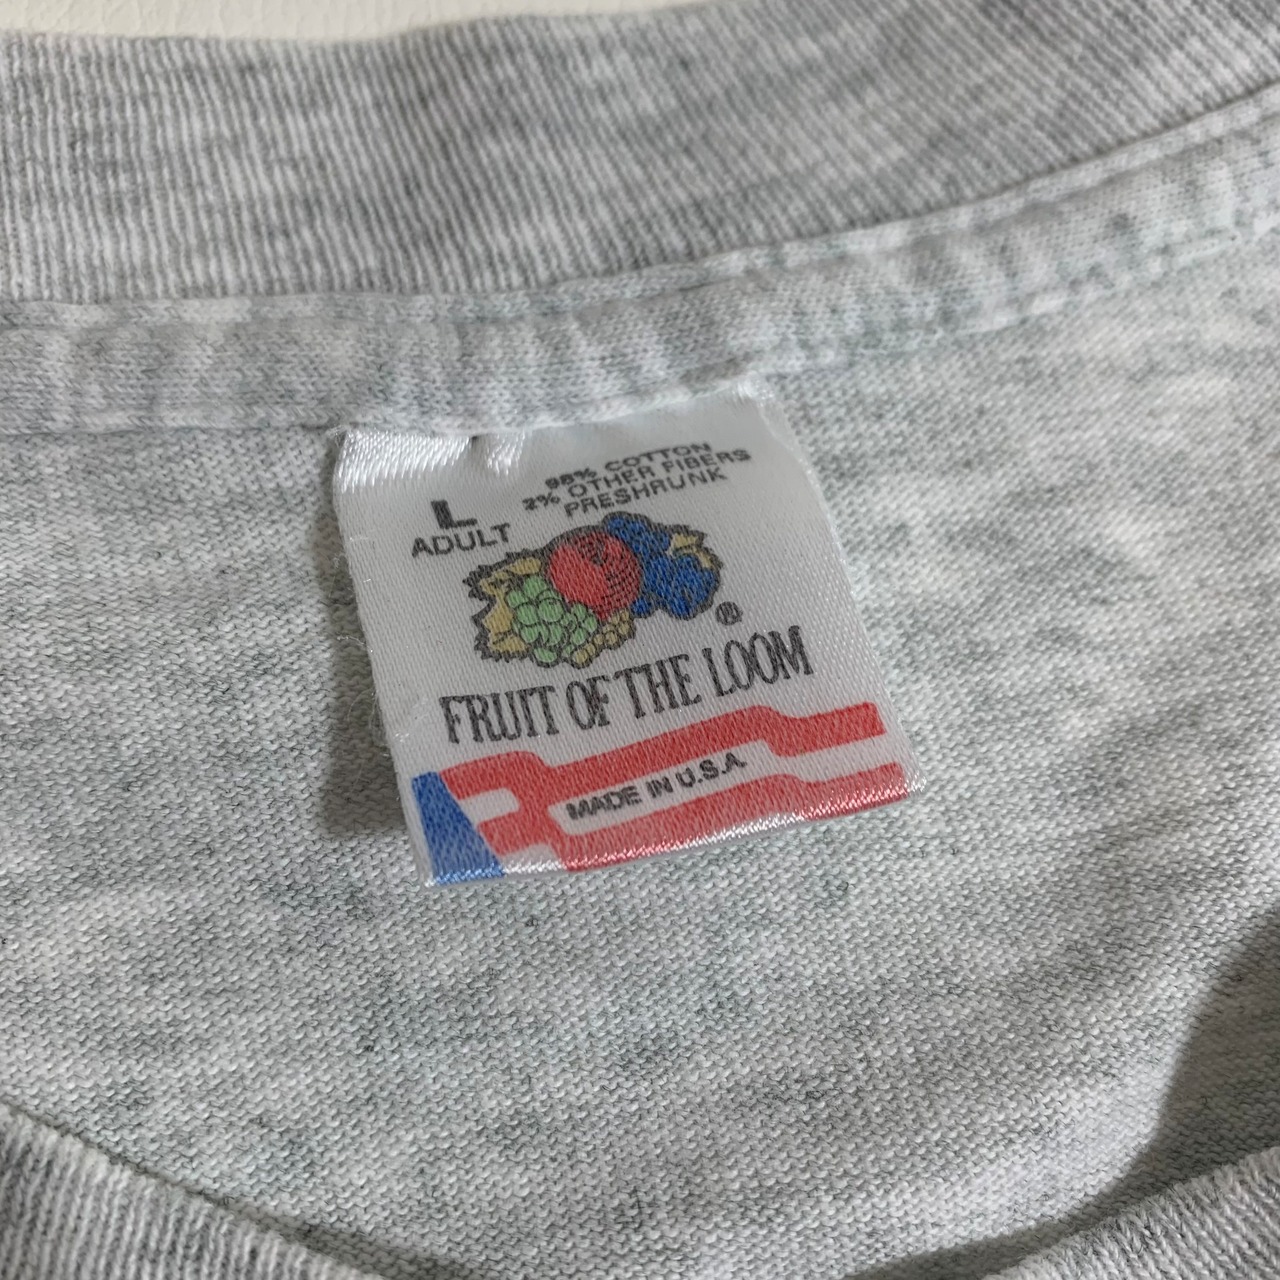 98% COTTON
2% OTHER FIBERS
PRESHRUNK
L
ADULT
®
FRUIT OF THE LOOM
MADE IN U.S.A.